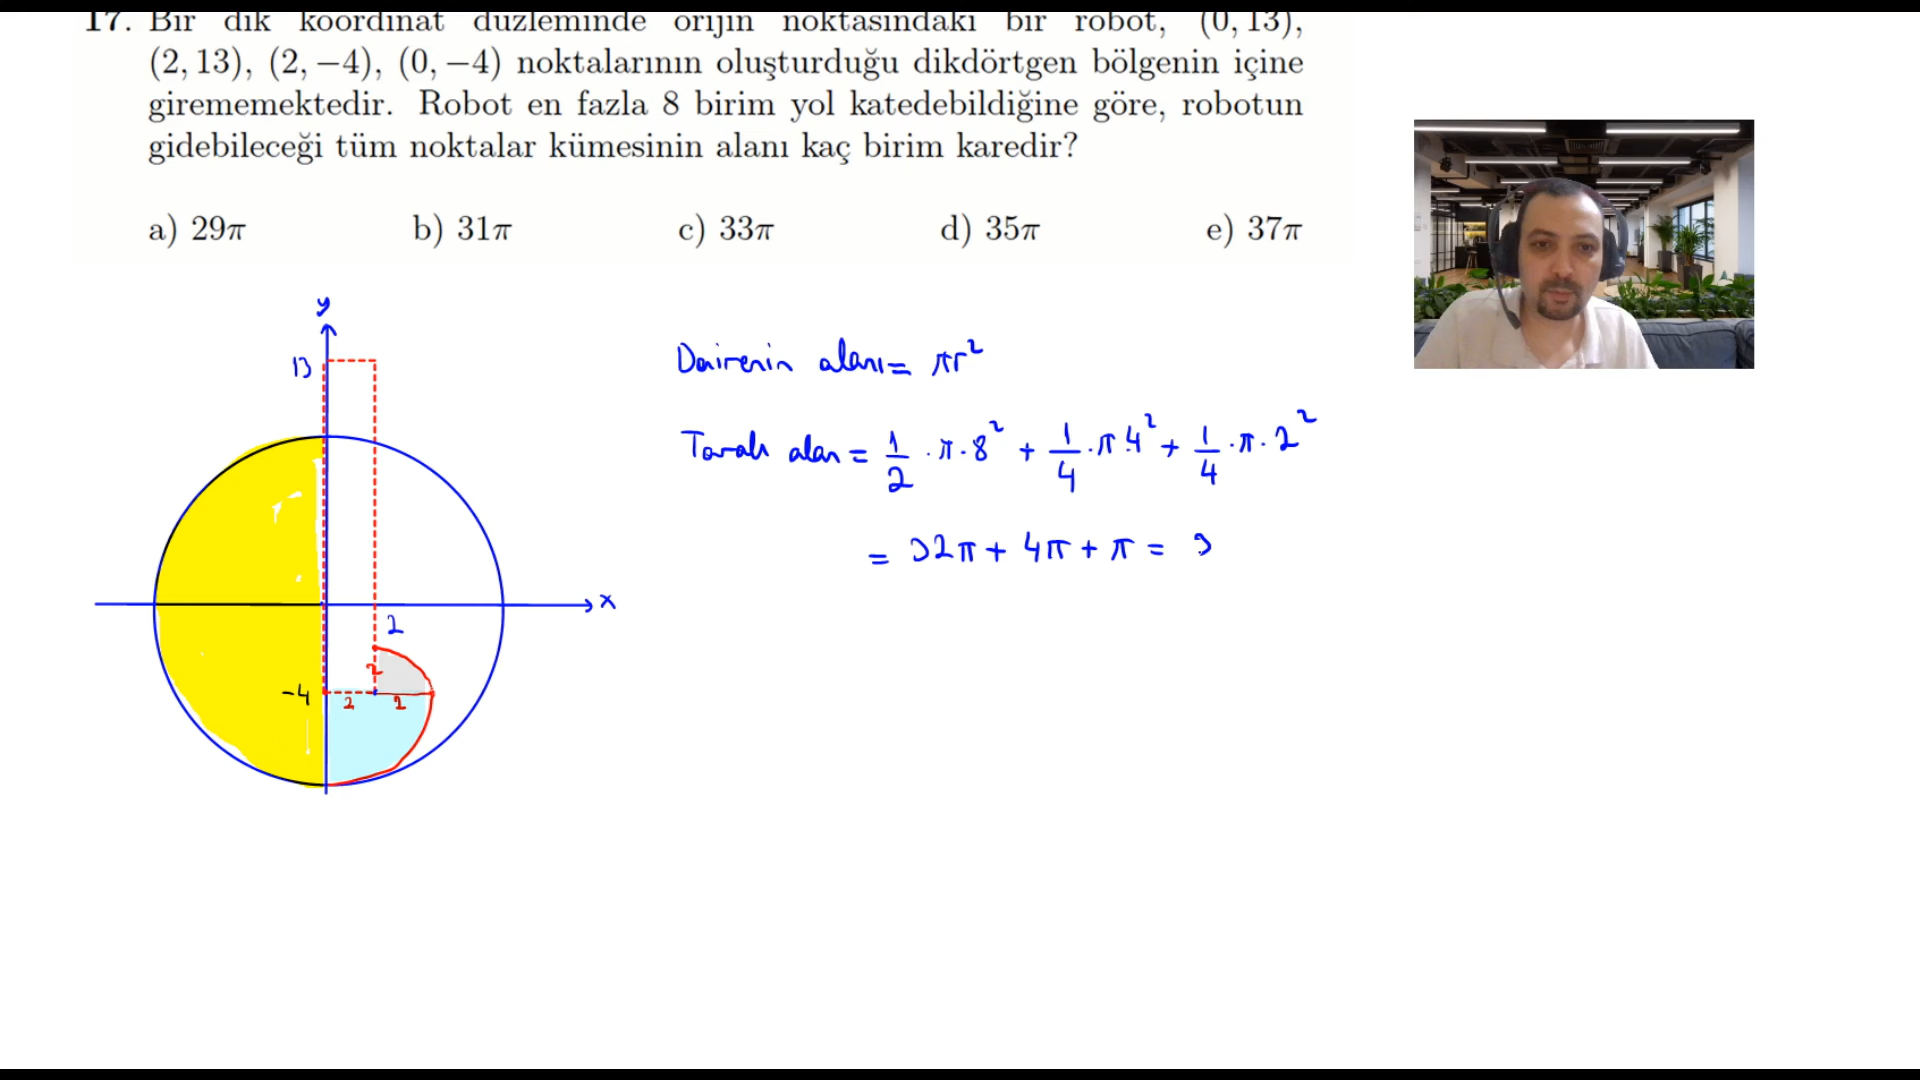 17. Bir dik koordinat düzleminde orijin noktasındaki bir robot, (0, 13),
(2, 13), (2, −4), (0, −4) noktalarının oluşturduğu dikdörtgen bölgenin içine
girememektedir. Robot en fazla 8 birim yol katedebildiğine göre, robotun
gidebileceği tüm noktalar kümesinin alanı kaç birim karedir?
a) 29π b) 31π c) 33π d) 35π e) 37π
y
13
x
2
2
-4
2 2
Dairenin alanı = πr²
Taralı alan = 1/2 · π · 8² + 1/4 · π · 4² + 1/4 · π · 2²
= 32π + 4π + π = 3